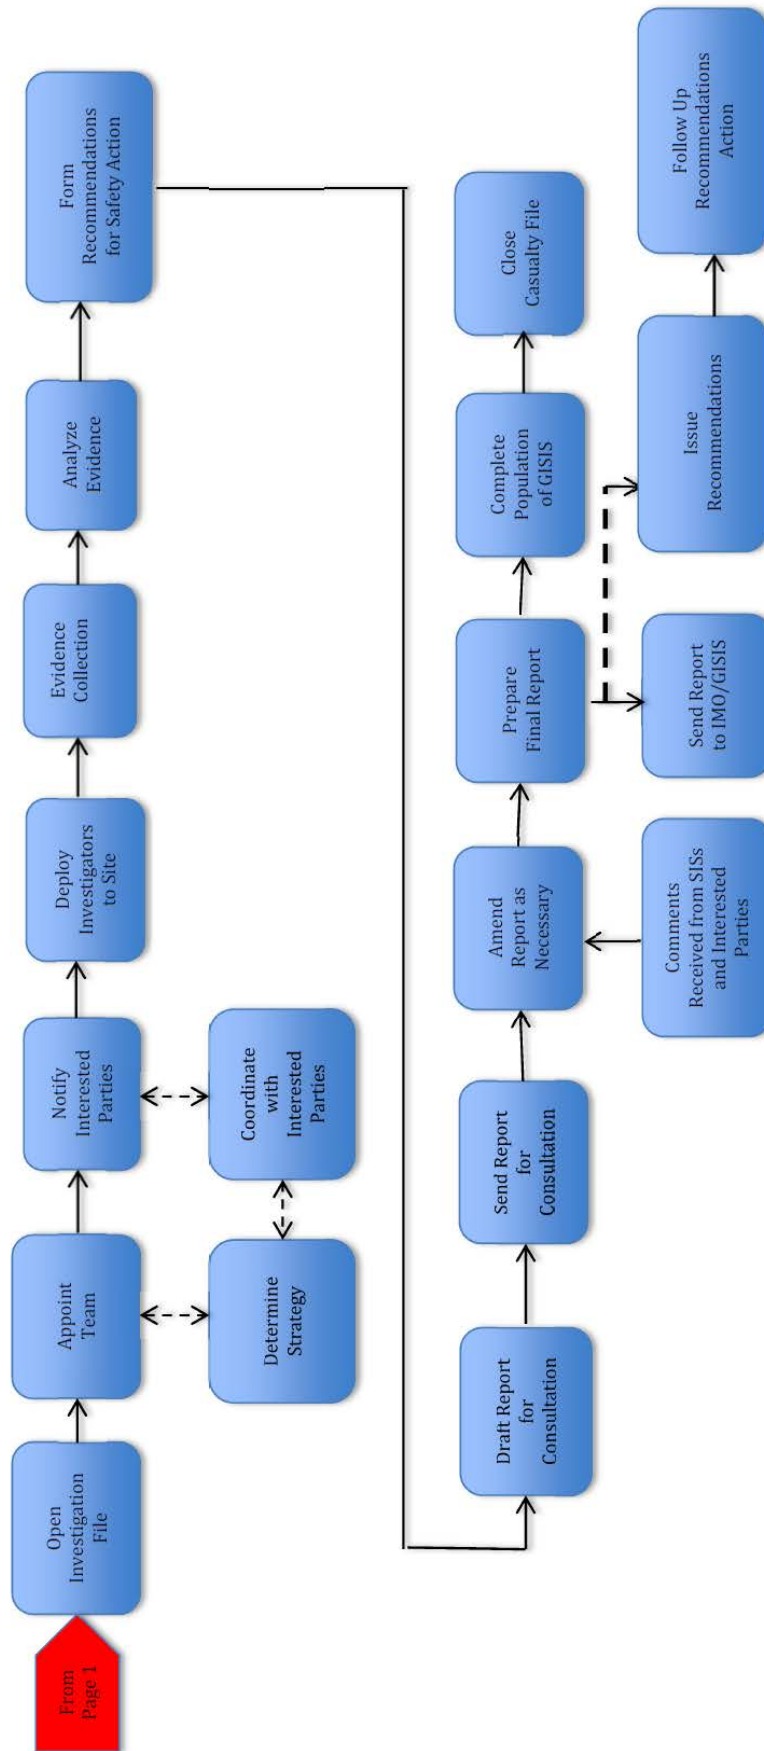 From
Page 1
Open
Investigation
File
Appoint
Team
Notify
Interested
Parties
Deploy
Investigators
to Site
Evidence
Collection
Analyze
Evidence
Form
Recommendations
for Safety Action
Determine
Strategy
Coordinate
with
Interested
Parties
Draft Report
for
Consultation
Send Report
for
Consultation
Amend
Report as
Necessary
Prepare
Final Report
Complete
Population
of GISIS
Close
Casualty File
Comments
Received from SISs
and Interested
Parties
Send Report
to IMO/GISIS
Issue
Recommendations
Follow Up
Recommendations
Action